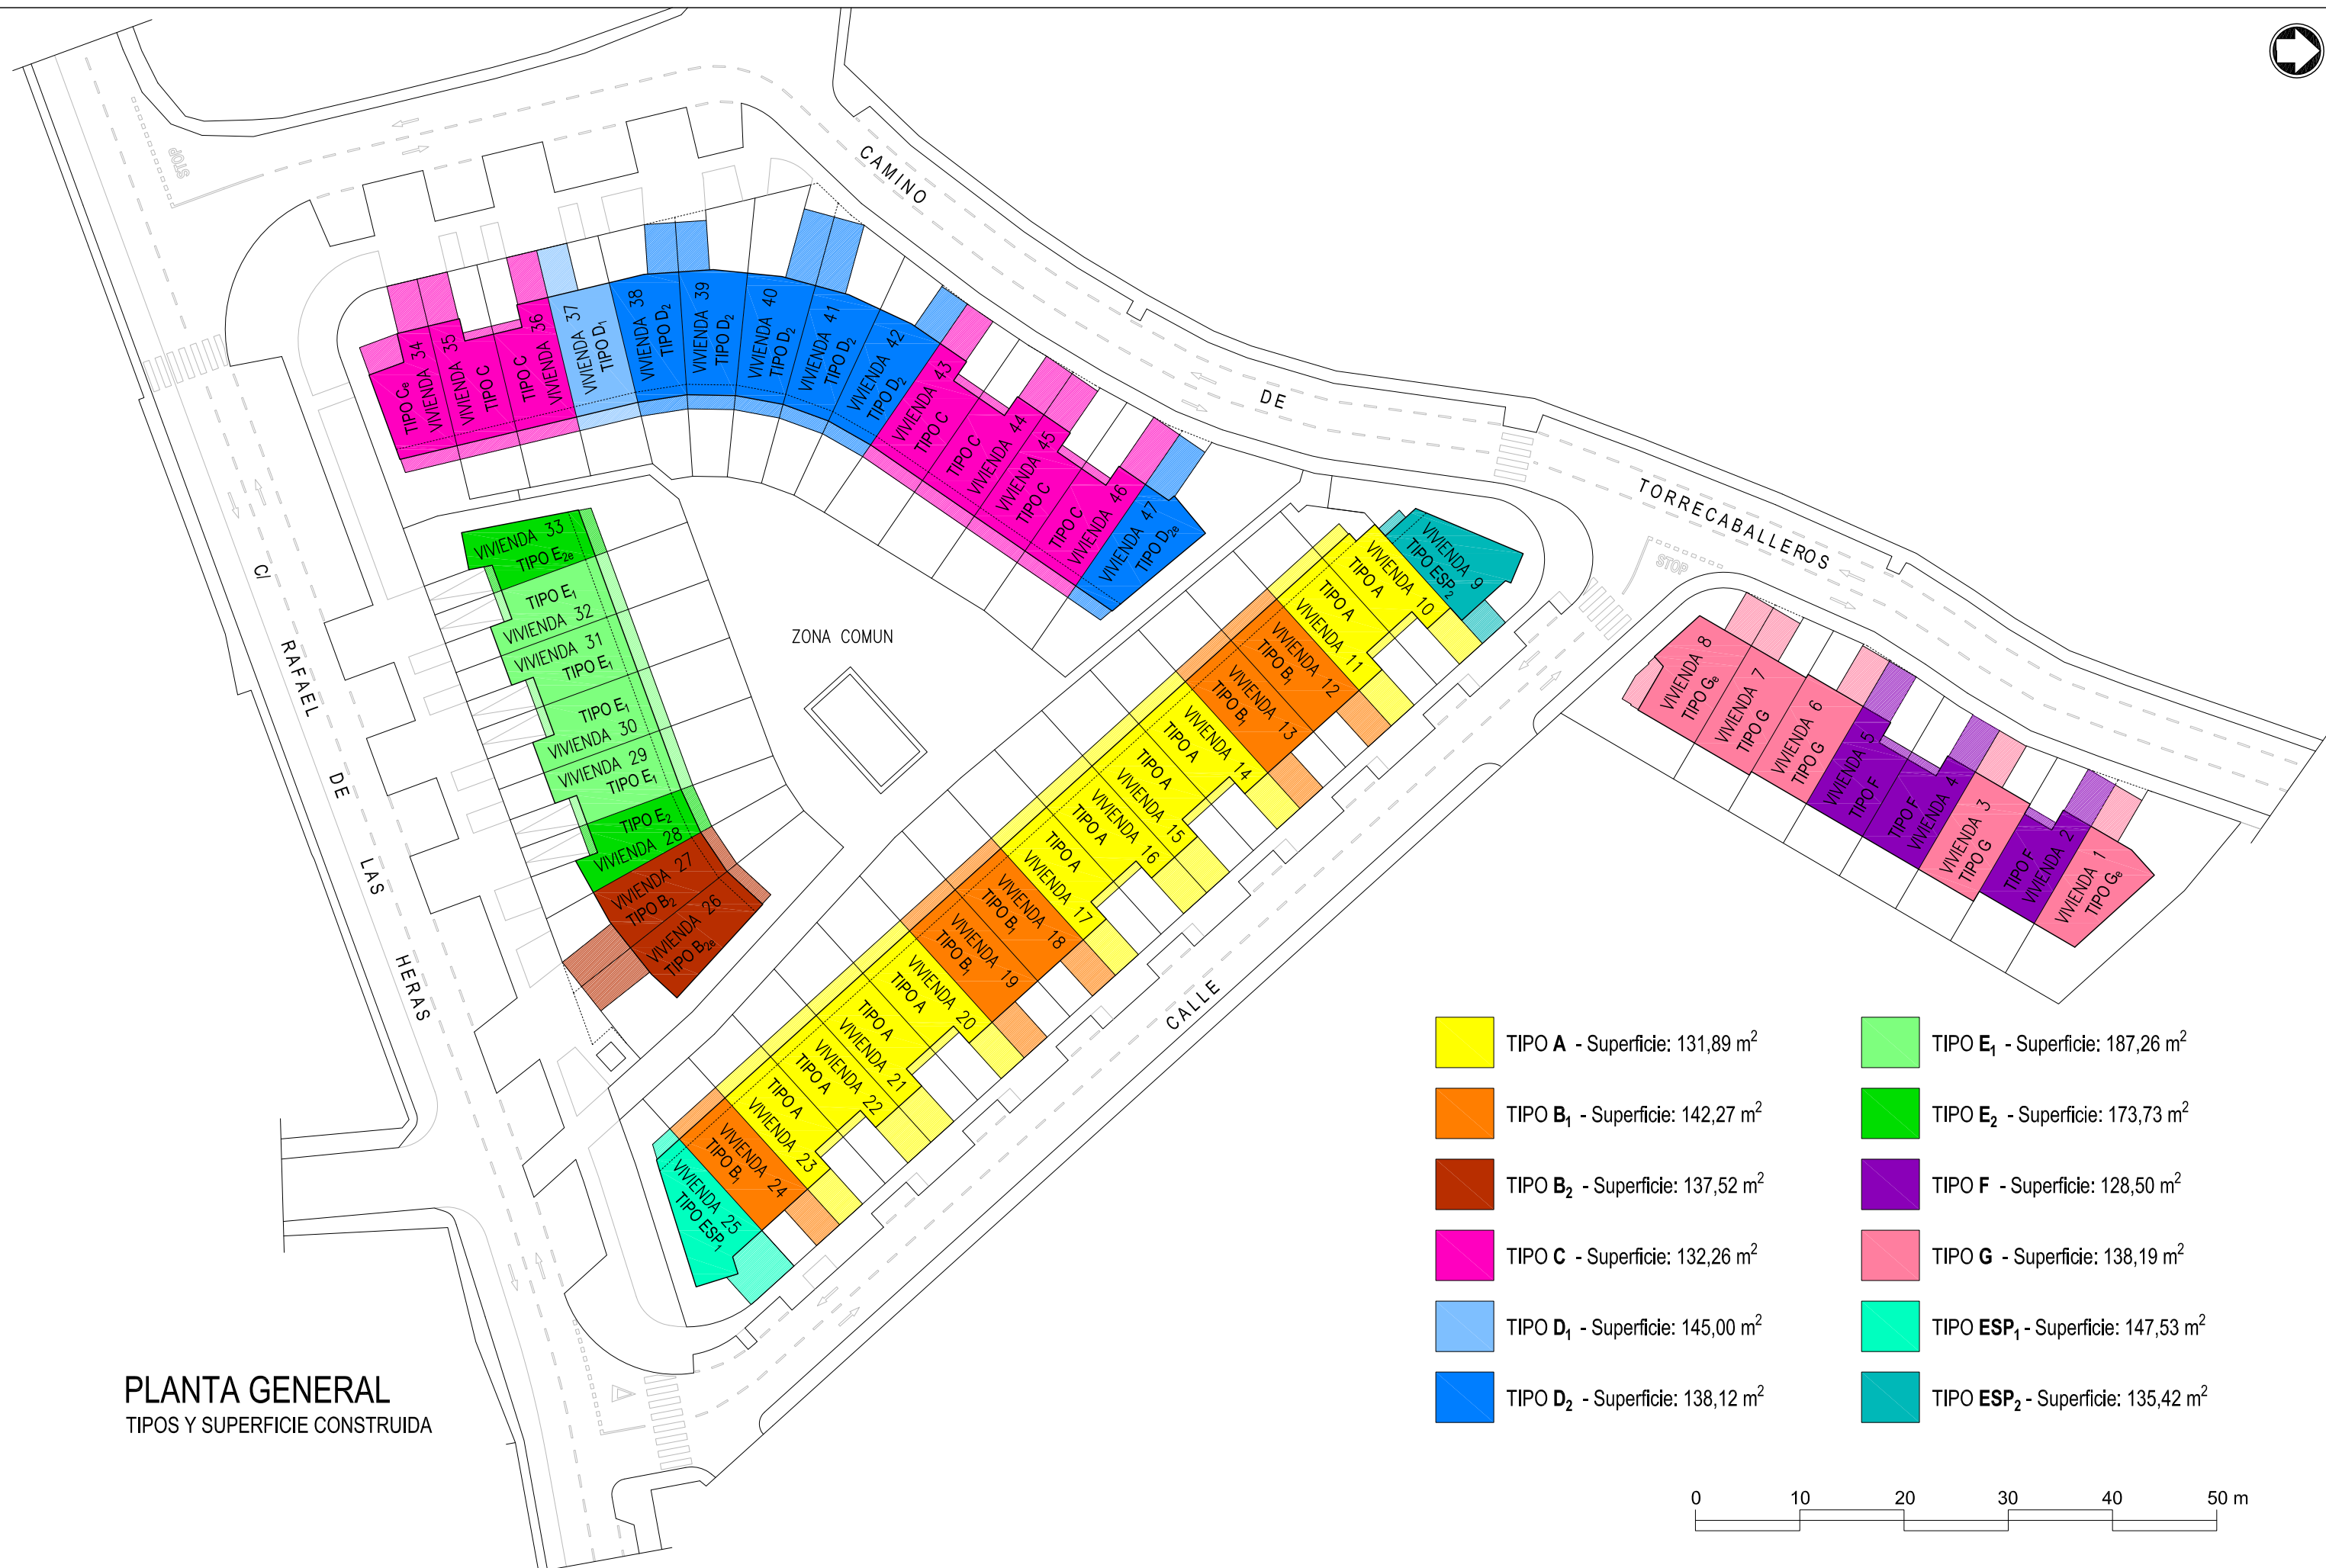 CAMINO
DE
TORRECABALLEROS
STOP
STOP
C/
RAFAEL
DE
LAS
HERAS
CALLE
ZONA COMUN
TIPO Ce
VIVIENDA 34
VIVIENDA 35
TIPO C
TIPO C
VIVIENDA 36
VIVIENDA 37
TIPO D1
VIVIENDA 38
TIPO D2
VIVIENDA 39
TIPO D2
VIVIENDA 40
TIPO D2
VIVIENDA 41
TIPO D2
VIVIENDA 42
TIPO D2
VIVIENDA 43
TIPO C
TIPO C
VIVIENDA 44
VIVIENDA 45
TIPO C
TIPO C
VIVIENDA 46
VIVIENDA 47
TIPO D2e
VIVIENDA 33
TIPO E2e
TIPO E1
VIVIENDA 32
VIVIENDA 31
TIPO E1
TIPO E1
VIVIENDA 30
VIVIENDA 29
TIPO E1
TIPO E2
VIVIENDA 28
VIVIENDA 27
TIPO B2
VIVIENDA 26
TIPO B2e
VIVIENDA 9
TIPO ESP2
VIVIENDA 10
TIPO A
TIPO A
VIVIENDA 11
VIVIENDA 12
TIPO B1
VIVIENDA 13
TIPO B1
VIVIENDA 14
TIPO A
TIPO A
VIVIENDA 15
VIVIENDA 16
TIPO A
TIPO A
VIVIENDA 17
VIVIENDA 18
TIPO B1
VIVIENDA 19
TIPO B1
VIVIENDA 20
TIPO A
TIPO A
VIVIENDA 21
VIVIENDA 22
TIPO A
TIPO A
VIVIENDA 23
VIVIENDA 24
TIPO B1
VIVIENDA 25
TIPO ESP1
VIVIENDA 8
TIPO Ge
VIVIENDA 7
TIPO G
VIVIENDA 6
TIPO G
VIVIENDA 5
TIPO F
TIPO F
VIVIENDA 4
VIVIENDA 3
TIPO G
TIPO F
VIVIENDA 2
VIVIENDA 1
TIPO Ge
TIPO A - Superficie: 131,89 m²
TIPO B1 - Superficie: 142,27 m²
TIPO B2 - Superficie: 137,52 m²
TIPO C - Superficie: 132,26 m²
TIPO D1 - Superficie: 145,00 m²
TIPO D2 - Superficie: 138,12 m²
TIPO E1 - Superficie: 187,26 m²
TIPO E2 - Superficie: 173,73 m²
TIPO F - Superficie: 128,50 m²
TIPO G - Superficie: 138,19 m²
TIPO ESP1 - Superficie: 147,53 m²
TIPO ESP2 - Superficie: 135,42 m²
PLANTA GENERAL
TIPOS Y SUPERFICIE CONSTRUIDA
0 10 20 30 40 50 m